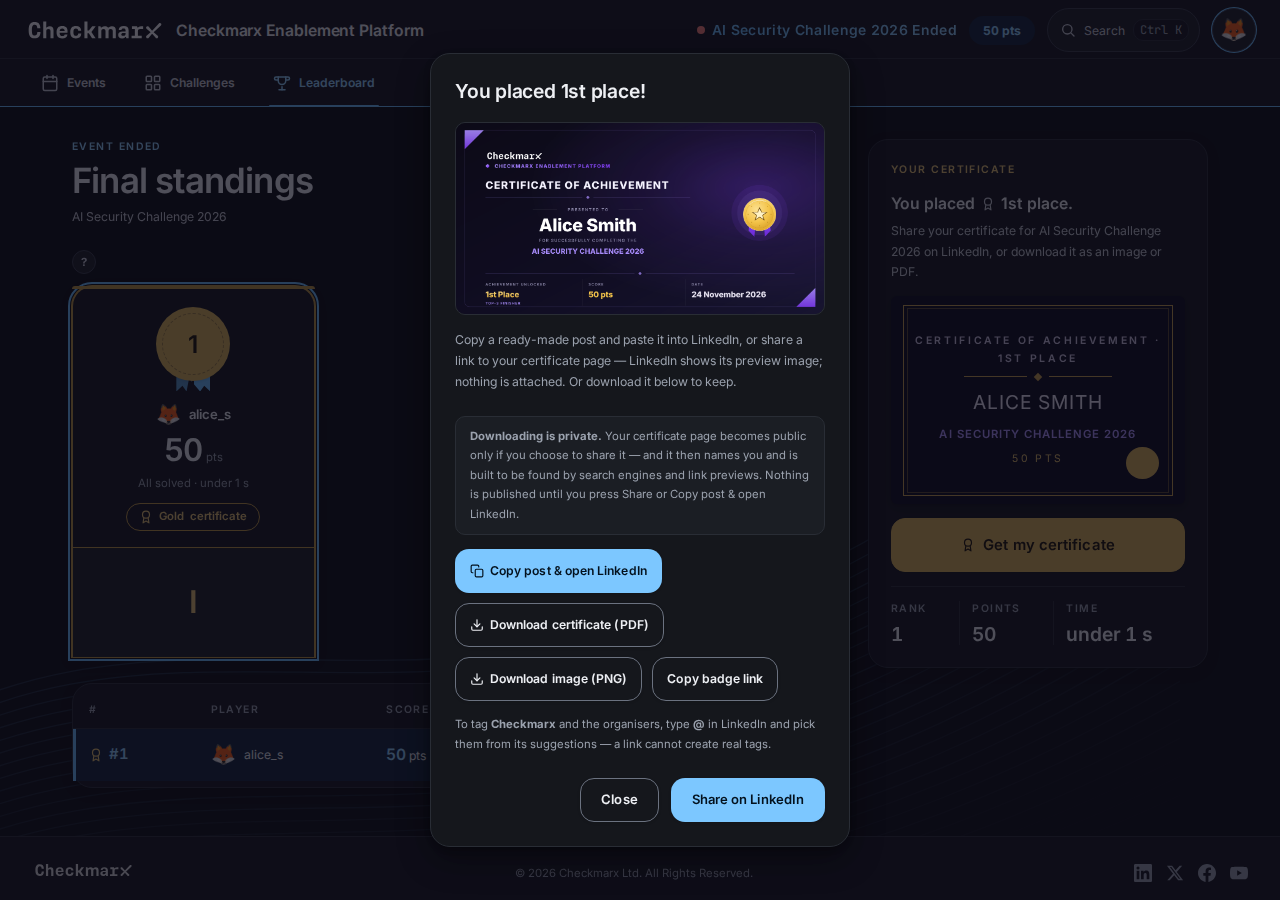 Checkmarx
Checkmarx Enablement Platform
AI Security Challenge 2026 Ended
50 pts
Search
Ctrl K
Events
Challenges
Leaderboard
EVENT ENDED
Final standings
AI Security Challenge 2026
?
1
alice_s
50 pts
All solved · under 1 s
Gold certificate
I
#
PLAYER
SCORE
#1
alice_s
50 pts
You placed 1st place!
Checkmarx
CHECKMARX ENABLEMENT PLATFORM
CERTIFICATE OF ACHIEVEMENT
PRESENTED TO
Alice Smith
FOR SUCCESSFULLY COMPLETING THE
AI SECURITY CHALLENGE 2026
ACHIEVEMENT UNLOCKED
1st Place
TOP-3 FINISHER
SCORE
50 pts
DATE
24 November 2026
Copy a ready-made post and paste it into LinkedIn, or share a
link to your certificate page — LinkedIn shows its preview image;
nothing is attached. Or download it below to keep.
Downloading is private. Your certificate page becomes public
only if you choose to share it — and it then names you and is
built to be found by search engines and link previews. Nothing
is published until you press Share or Copy post & open
LinkedIn.
Copy post & open LinkedIn
Download certificate (PDF)
Download image (PNG)
Copy badge link
To tag Checkmarx and the organisers, type @ in LinkedIn and pick
them from its suggestions — a link cannot create real tags.
Close
Share on LinkedIn
YOUR CERTIFICATE
You placed 1st place.
Share your certificate for AI Security Challenge
2026 on LinkedIn, or download it as an image or
PDF.
CERTIFICATE OF ACHIEVEMENT ·
1ST PLACE
ALICE SMITH
AI SECURITY CHALLENGE 2026
50 PTS
Get my certificate
RANK
1
POINTS
50
TIME
under 1 s
Checkmarx
© 2026 Checkmarx Ltd. All Rights Reserved.